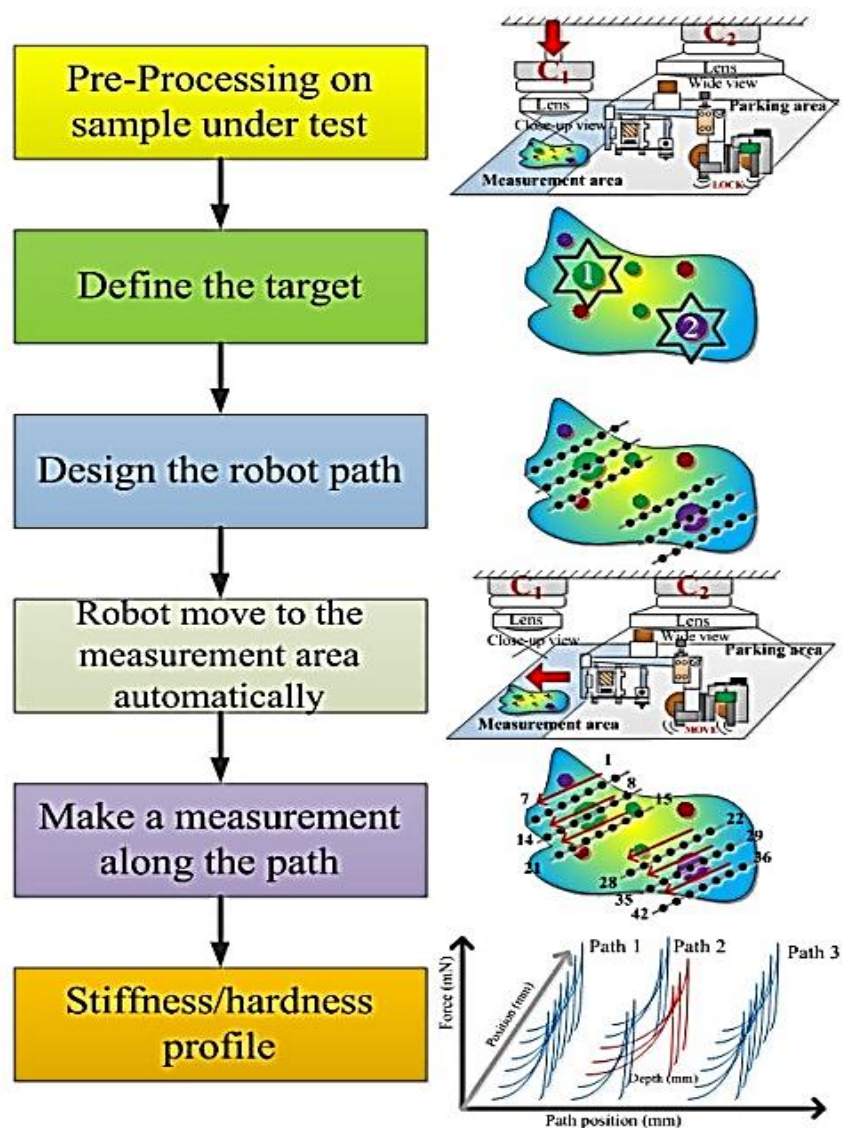 Pre-Processing on
sample under test
C1
C2
Lens
Lens
Wide view
Close-up view
Parking area
Measurement area
LOCK
Define the target
1
2
Design the robot path
Robot move to the
measurement area
automatically
C1
C2
Lens
Lens
Close-up view
Wide view
Parking area
Measurement area
MOVE
Make a measurement
along the path
1
8
15
7
14
21
22
29
36
28
35
42
Stiffness/hardness
profile
Force (mN)
Position (mm)
Path 1
Path 2
Path 3
Depth (mm)
Path position (mm)